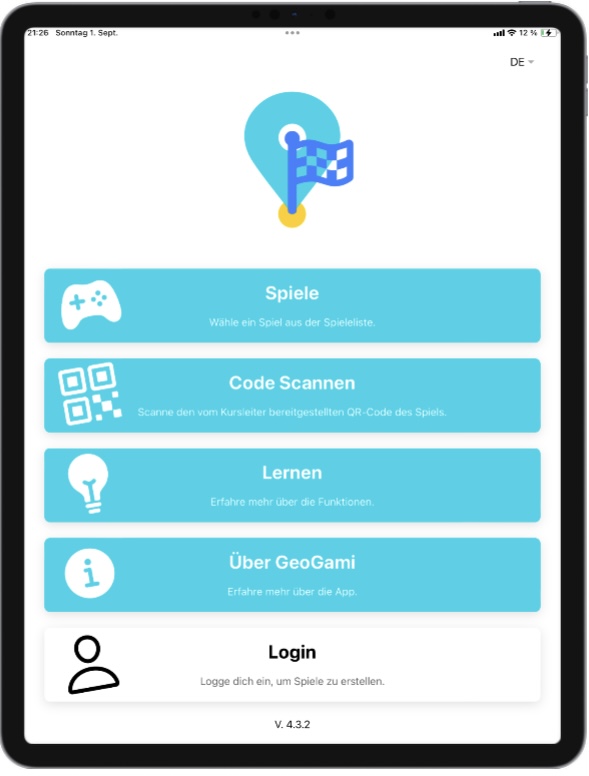 21:26 Sonntag 1. Sept.
12 %
DE
Spiele
Wähle ein Spiel aus der Spieleliste.
Code Scannen
Scanne den vom Kursleiter bereitgestellten QR-Code des Spiels.
Lernen
Erfahre mehr über die Funktionen.
Über GeoGami
Erfahre mehr über die App.
Login
Logge dich ein, um Spiele zu erstellen.
V. 4.3.2